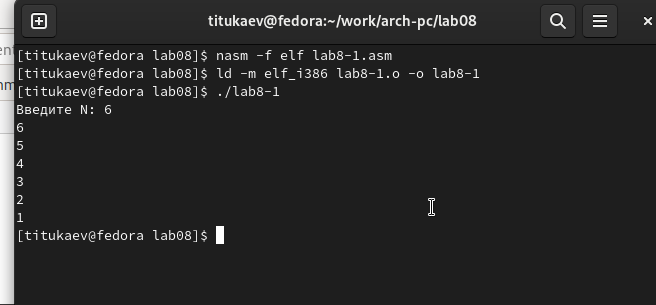 titukaev@fedora:~/work/arch-pc/lab08
[titukaev@fedora lab08]$ nasm -f elf lab8-1.asm
[titukaev@fedora lab08]$ ld -m elf_i386 lab8-1.o -o lab8-1
[titukaev@fedora lab08]$ ./lab8-1
Введите N: 6
6
5
4
3
2
1
[titukaev@fedora lab08]$